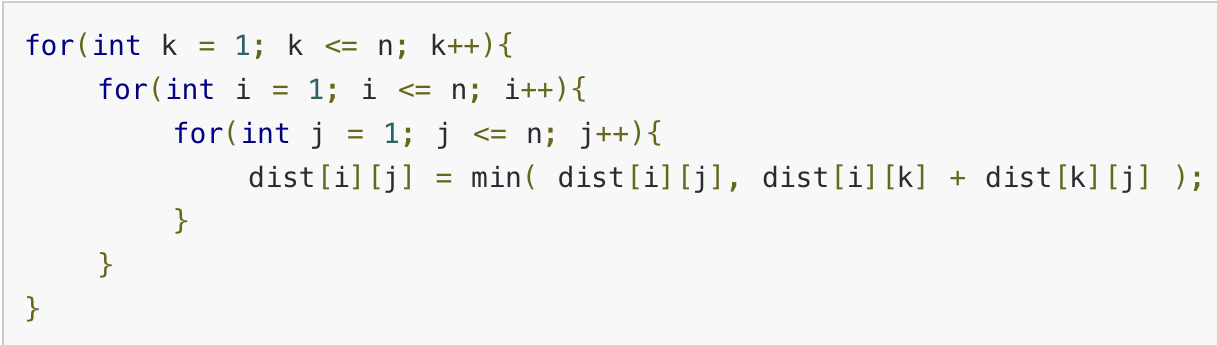 for(int k = 1; k <= n; k++){
     for(int i = 1; i <= n; i++){
          for(int j = 1; j <= n; j++){
               dist[i][j] = min( dist[i][j], dist[i][k] + dist[k][j] );
          }
     }
}